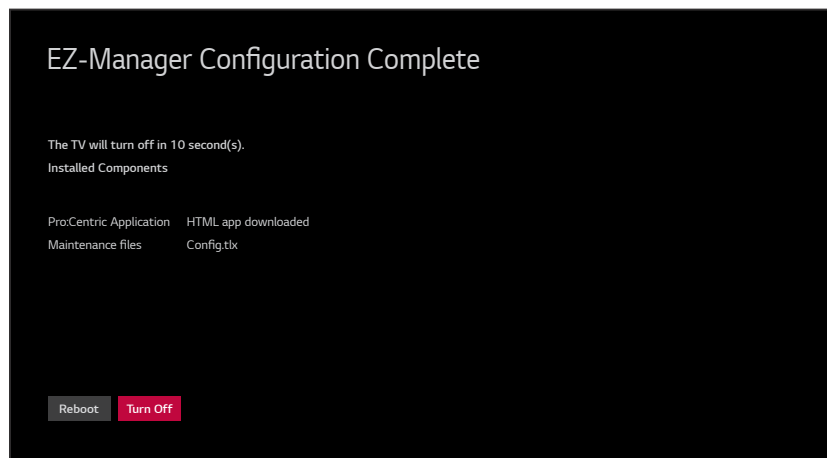 EZ-Manager Configuration Complete
The TV will turn off in 10 second(s).
Installed Components
Pro:Centric Application HTML app downloaded
Maintenance files Config.tlx
Reboot Turn Off